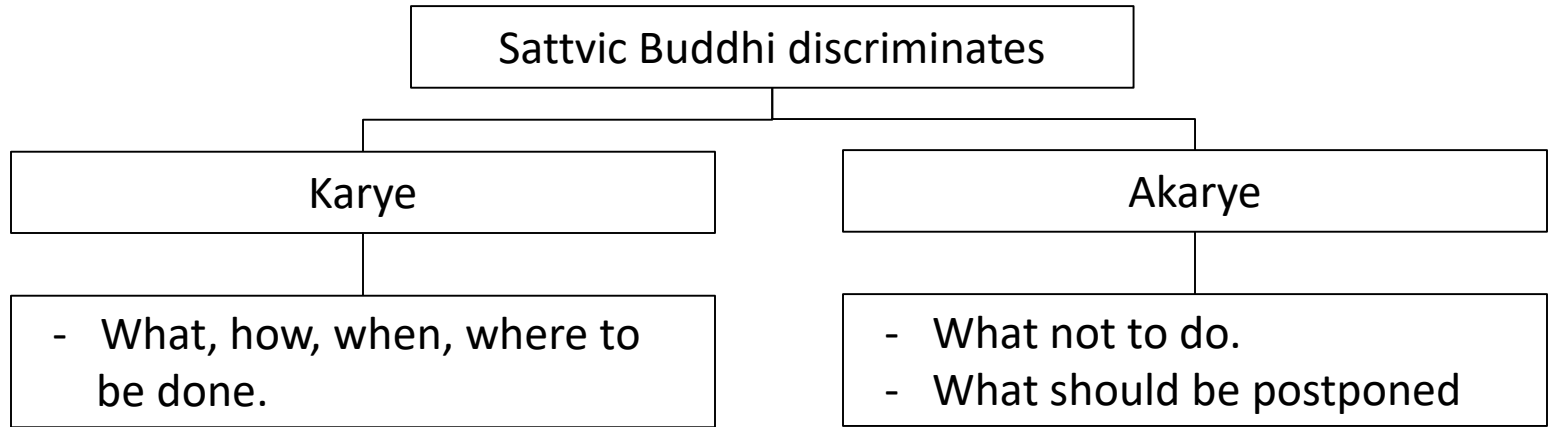 Sattvic Buddhi discriminates
Karye
Akarye
- What, how, when, where to
be done.
- What not to do.
- What should be postponed